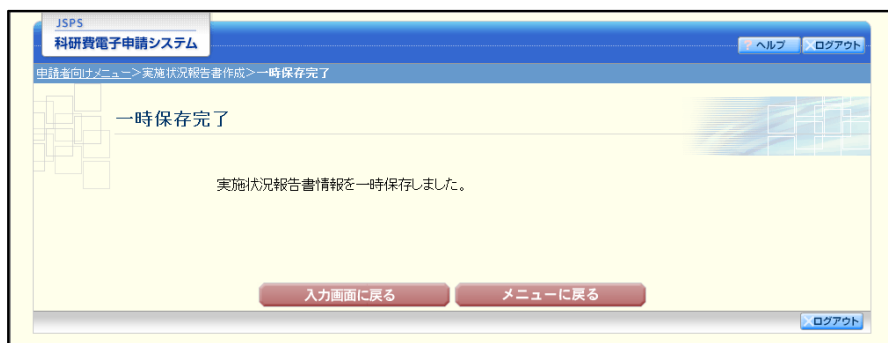 JSPS
科研費電子申請システム
? ヘルプ ×ログアウト
申請者向けメニュー>実施状況報告書作成>一時保存完了
一時保存完了
実施状況報告書情報を一時保存しました。
入力画面に戻る メニューに戻る
×ログアウト